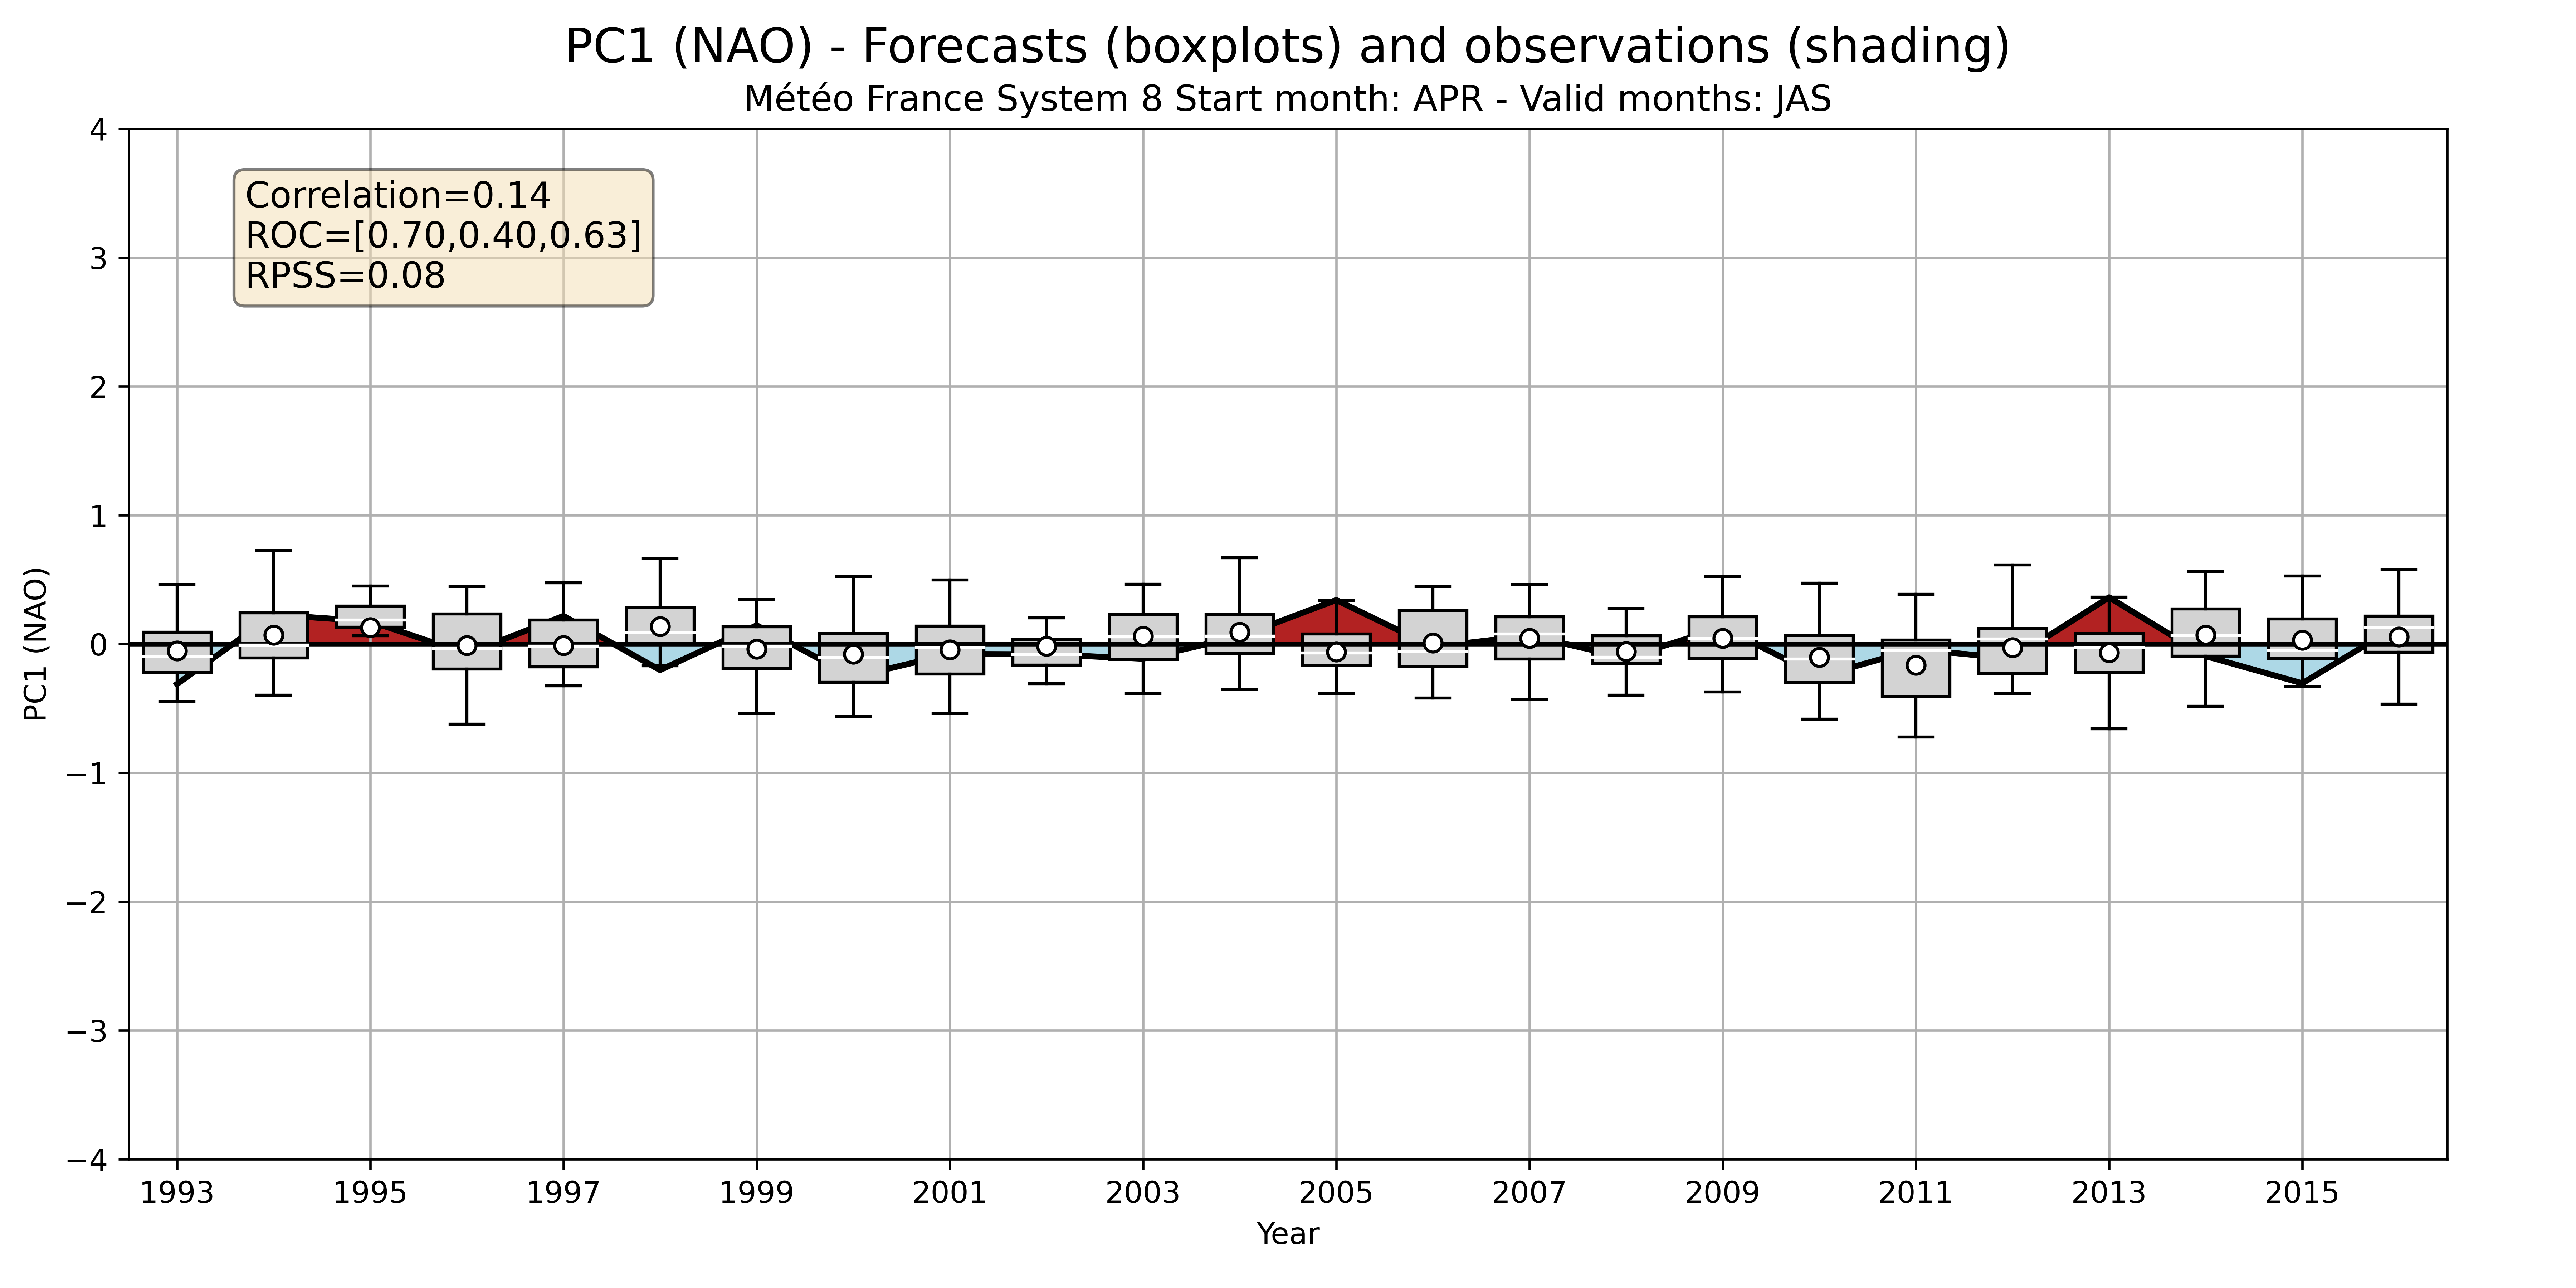 PC1 (NAO) - Forecasts (boxplots) and observations (shading)
Météo France System 8 Start month: APR - Valid months: JAS
Correlation=0.14
ROC=[0.70,0.40,0.63]
RPSS=0.08
PC1 (NAO)
4
3
2
1
0
−1
−2
−3
−4
1993 1995 1997 1999 2001 2003 2005 2007 2009 2011 2013 2015
Year